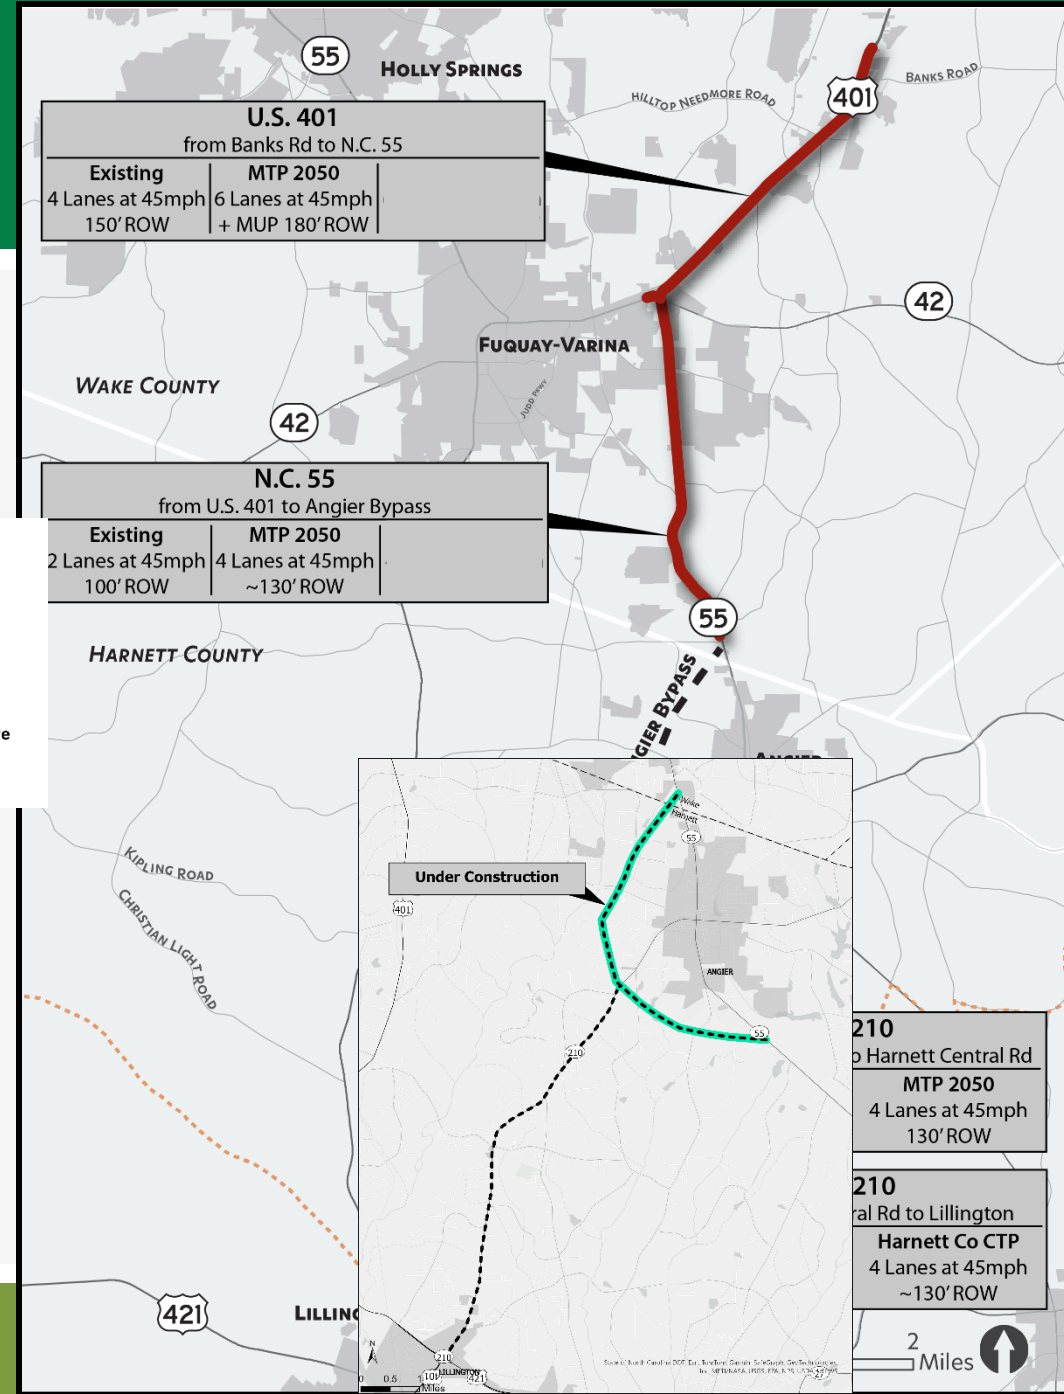 55
HOLLY SPRINGS
BANKS ROAD
401
HILLTOP NEEDMORE ROAD
U.S. 401
from Banks Rd to N.C. 55
Existing
MTP 2050
4 Lanes at 45mph
6 Lanes at 45mph
150' ROW
+ MUP 180' ROW
42
FUQUAY-VARINA
WAKE COUNTY
JUDD PKWY
42
N.C. 55
from U.S. 401 to Angier Bypass
Existing
MTP 2050
2 Lanes at 45mph
4 Lanes at 45mph
100' ROW
~130' ROW
55
HARNETT COUNTY
NGIER BYPASS
e
ANGIER
Wake
Harnett
55
KIPLING ROAD
Under Construction
401
CHRISTIAN LIGHT ROAD
ANGIER
55
210
210
o Harnett Central Rd
MTP 2050
4 Lanes at 45mph
130' ROW
210
ral Rd to Lillington
Harnett Co CTP
4 Lanes at 45mph
~130' ROW
421
LILLING
2
Miles
N
210
LILLINGTON
401
421
0 0.5 1
Miles
27